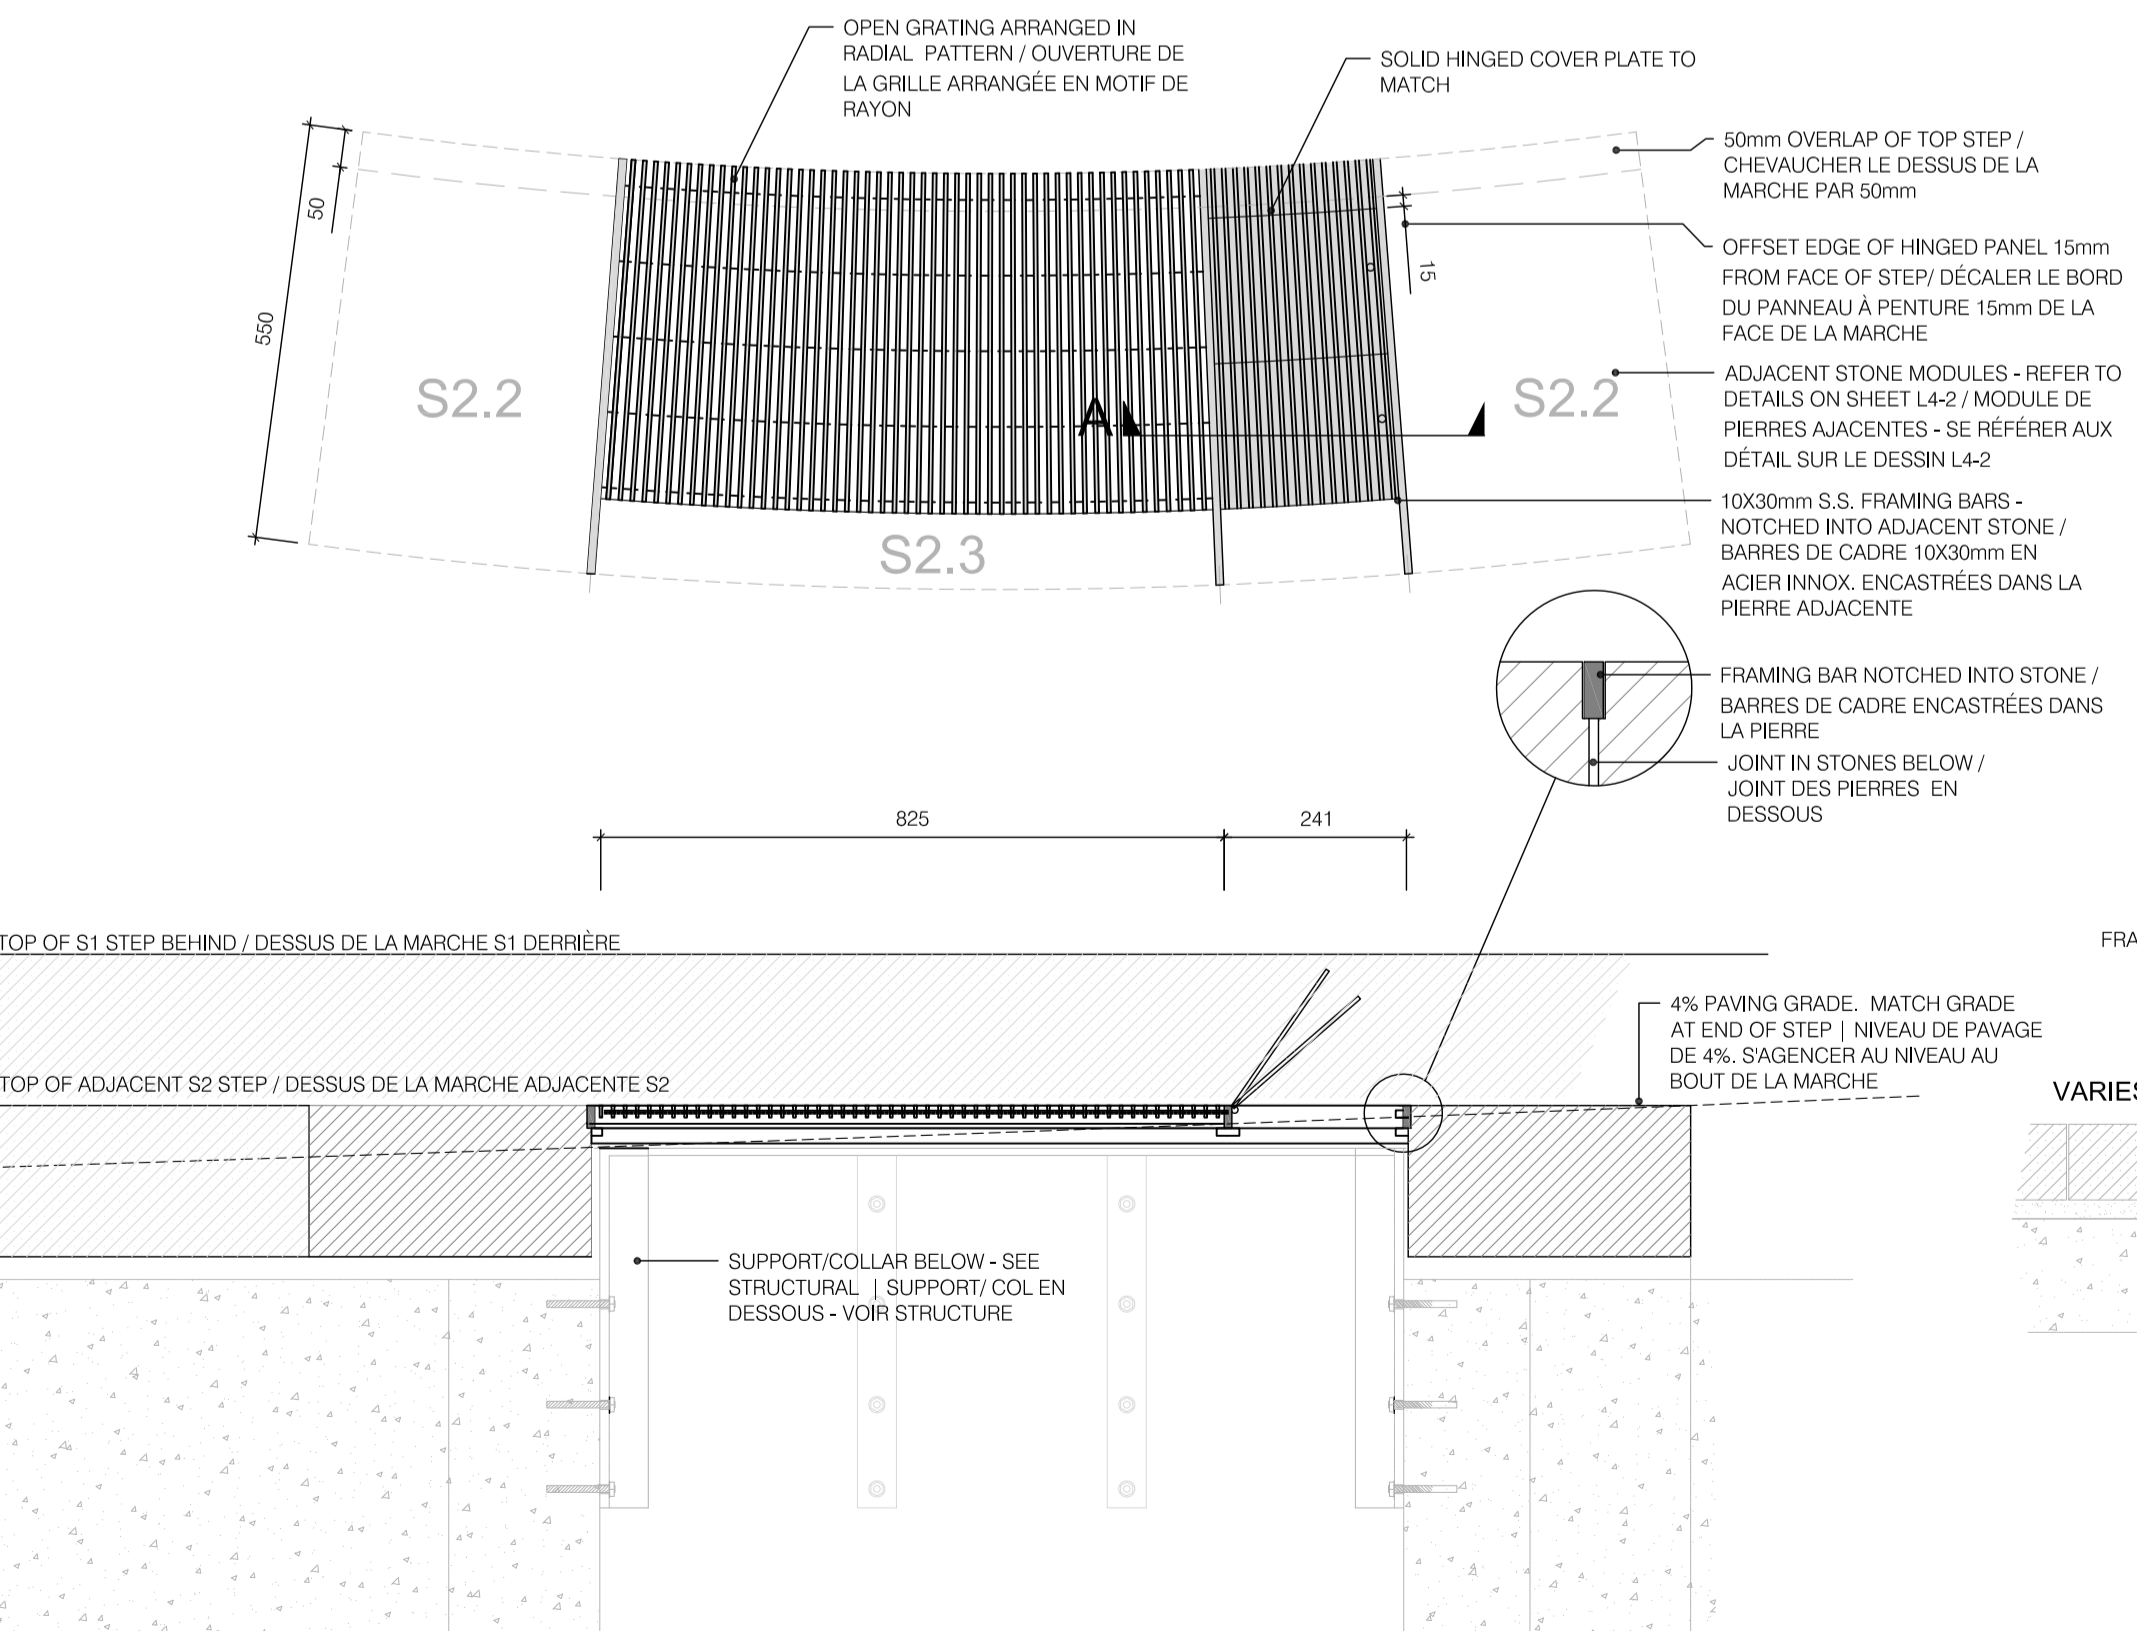 OPEN GRATING ARRANGED IN
RADIAL PATTERN / OUVERTURE DE
LA GRILLE ARRANGÉE EN MOTIF DE
RAYON
SOLID HINGED COVER PLATE TO
MATCH
50mm OVERLAP OF TOP STEP /
CHEVAUCHER LE DESSUS DE LA
MARCHE PAR 50mm
OFFSET EDGE OF HINGED PANEL 15mm
FROM FACE OF STEP/ DÉCALER LE BORD
DU PANNEAU À PENTURE 15mm DE LA
FACE DE LA MARCHE
ADJACENT STONE MODULES - REFER TO
DETAILS ON SHEET L4-2 / MODULE DE
PIERRES AJACENTES - SE RÉFÉRER AUX
DÉTAIL SUR LE DESSIN L4-2
10X30mm S.S. FRAMING BARS -
NOTCHED INTO ADJACENT STONE /
BARRES DE CADRE 10X30mm EN
ACIER INNOX. ENCASTRÉES DANS LA
PIERRE ADJACENTE
50
550
15
S2.2
A
S2.2
S2.3
FRAMING BAR NOTCHED INTO STONE /
BARRES DE CADRE ENCASTRÉES DANS
LA PIERRE
JOINT IN STONES BELOW /
JOINT DES PIERRES EN
DESSOUS
825
241
TOP OF S1 STEP BEHIND / DESSUS DE LA MARCHE S1 DERRIÈRE
FRA
4% PAVING GRADE. MATCH GRADE
AT END OF STEP | NIVEAU DE PAVAGE
DE 4%. S'AGENCER AU NIVEAU AU
BOUT DE LA MARCHE
TOP OF ADJACENT S2 STEP / DESSUS DE LA MARCHE ADJACENTE S2
VARIES
SUPPORT/COLLAR BELOW - SEE
STRUCTURAL | SUPPORT/ COL EN
DESSOUS - VOIR STRUCTURE